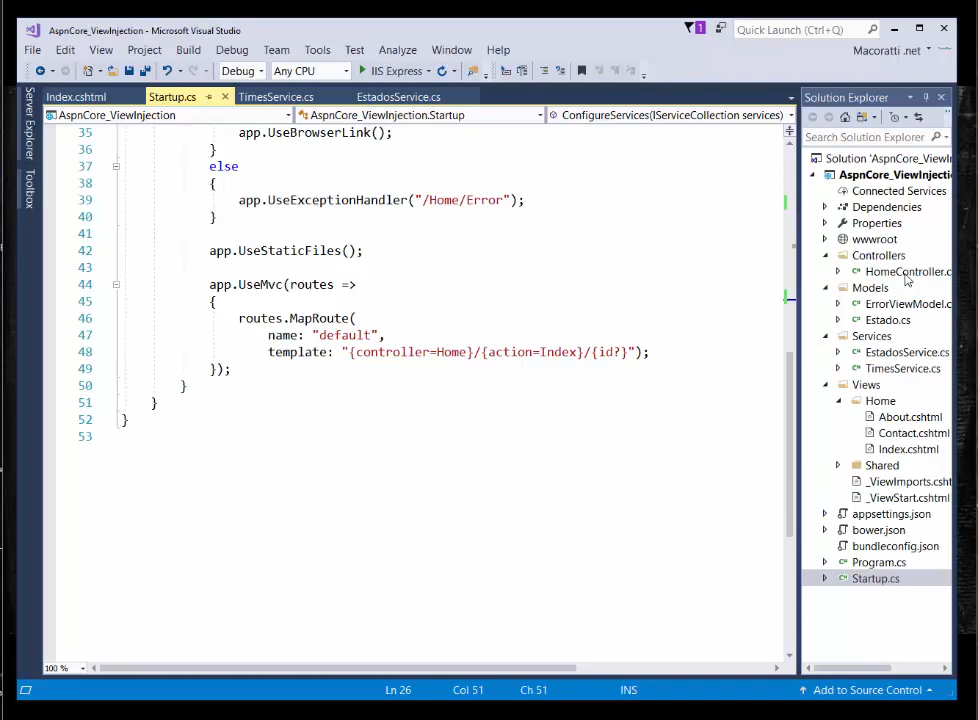 AspnCore_ViewInjection - Microsoft Visual Studio
1
Quick Launch (Ctrl+Q)
File Edit View Project Build Debug Team Tools Test Analyze Window Help
Macoratti .net
Debug Any CPU IIS Express
Server Explorer
Toolbox
Index.cshtml Startup.cs TimesService.cs EstadosService.cs
AspnCore_ViewInjection AspnCore_ViewInjection.Startup ConfigureServices(IServiceCollection services)
35 app.UseBrowserLink();
36 }
37 else
38 {
39 app.UseExceptionHandler("/Home/Error");
40 }
41
42 app.UseStaticFiles();
43
44 app.UseMvc(routes =>
45 {
46 routes.MapRoute(
47 name: "default",
48 template: "{controller=Home}/{action=Index}/{id?}");
49 });
50 }
51 }
52 }
53
100 %
Solution Explorer
Search Solution Explorer
Solution 'AspnCore_ViewIn
AspnCore_ViewInjecti
Connected Services
Dependencies
Properties
wwwroot
Controllers
HomeController.c
Models
ErrorViewModel.c
Estado.cs
Services
EstadosService.cs
TimesService.cs
Views
Home
About.cshtml
Contact.cshtml
Index.cshtml
Shared
_ViewImports.csht
_ViewStart.cshtml
appsettings.json
bower.json
bundleconfig.json
Program.cs
Startup.cs
Ln 26 Col 51 Ch 51 INS Add to Source Control